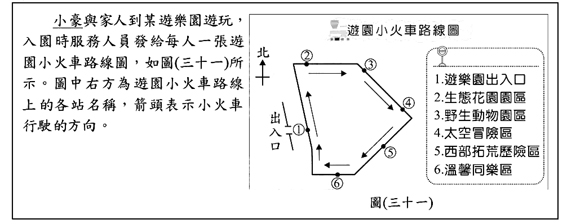 小豪與家人到某遊樂園遊玩，
入園時服務人員發給每人一張遊
園小火車路線圖，如圖(三十一)所
示。圖中右方為遊園小火車路線
上的各站名稱，箭頭表示小火車
行駛的方向。
遊園小火車路線圖
北
②
③
④
出入口
①
⑤
⑥
1.遊樂園出入口
2.生態花園園區
3.野生動物園區
4.太空冒險區
5.西部拓荒歷險區
6.溫馨同樂區
圖(三十一)